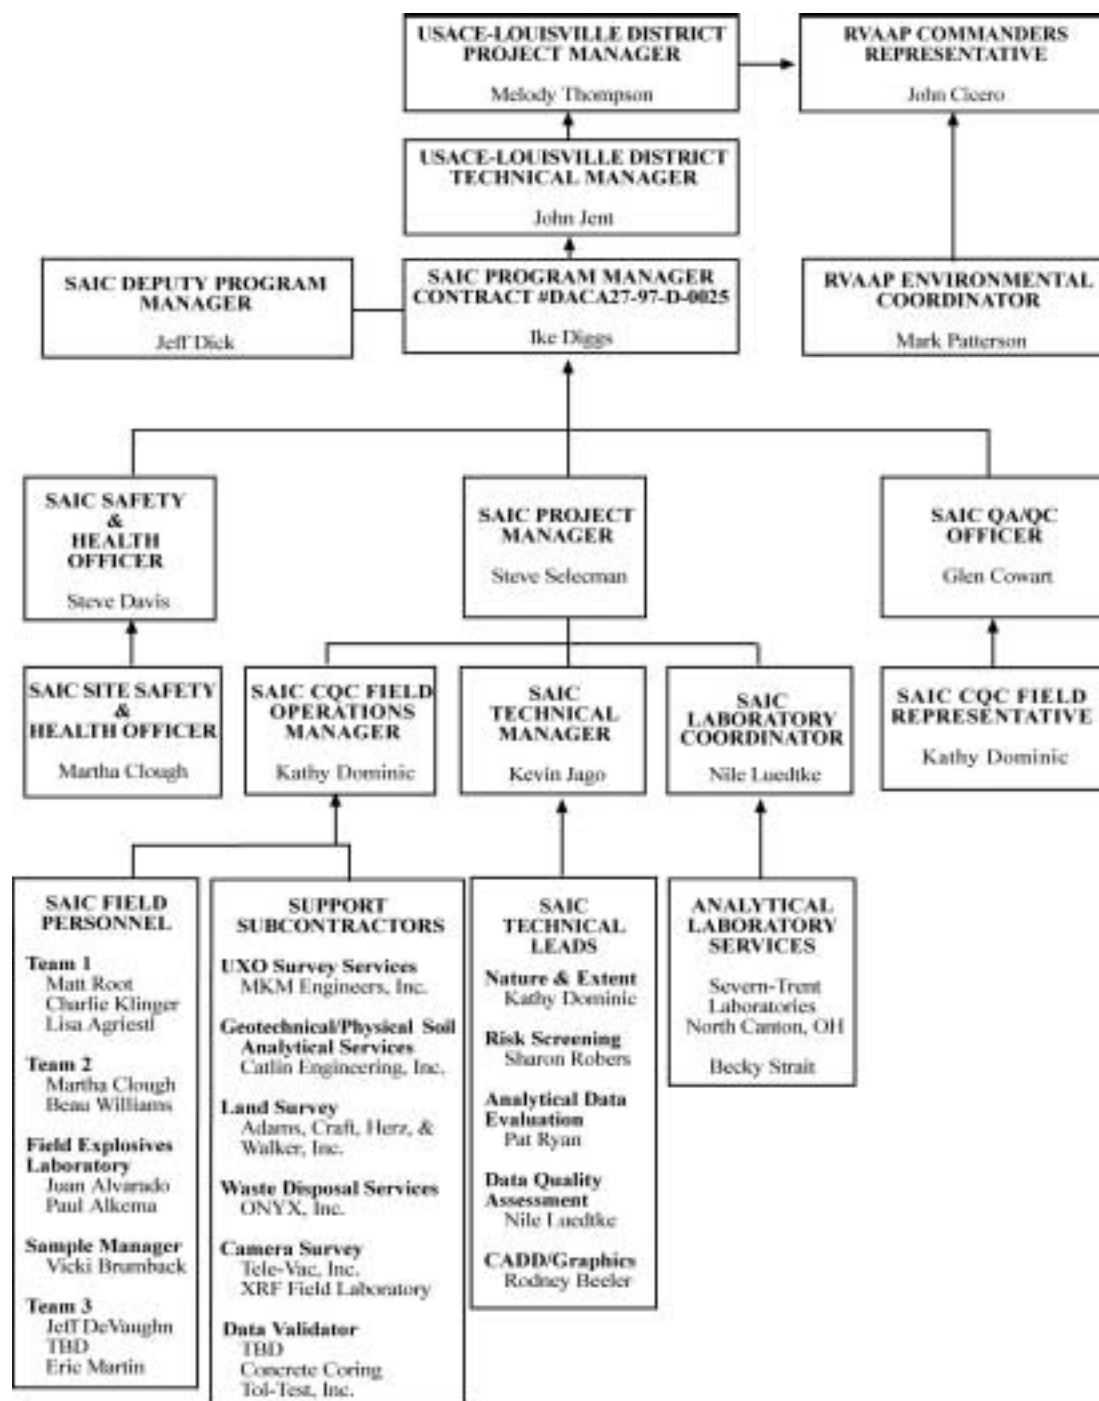 USACE-LOUISVILLE DISTRICT
PROJECT MANAGER
Melody Thompson
RVAAP COMMANDERS
REPRESENTATIVE
John Cicero
USACE-LOUISVILLE DISTRICT
TECHNICAL MANAGER
John Jent
SAIC DEPUTY PROGRAM
MANAGER
Jeff Dick
SAIC PROGRAM MANAGER
CONTRACT #DACA27-97-D-0025
Ike Diggs
RVAAP ENVIRONMENTAL
COORDINATOR
Mark Patterson
SAIC SAFETY
&
HEALTH
OFFICER
Steve Davis
SAIC PROJECT
MANAGER
Steve Selecman
SAIC QA/QC
OFFICER
Glen Cowart
SAIC SITE SAFETY
&
HEALTH OFFICER
Martha Clough
SAIC CQC FIELD
OPERATIONS
MANAGER
Kathy Dominic
SAIC
TECHNICAL
MANAGER
Kevin Jago
SAIC
LABORATORY
COORDINATOR
Nile Luedtke
SAIC CQC FIELD
REPRESENTATIVE
Kathy Dominic
SAIC FIELD
PERSONNEL
Team 1
Matt Root
Charlie Klinger
Lisa Agriesti
Team 2
Martha Clough
Beau Williams
Field Explosives
Laboratory
Juan Alvarado
Paul Alkema
Sample Manager
Vicki Brumback
Team 3
Jeff DeVaughn
TBD
Eric Martin
SUPPORT
SUBCONTRACTORS
UXO Survey Services
MKM Engineers, Inc.
Geotechnical/Physical Soil
Analytical Services
Catlin Engineering, Inc.
Land Survey
Adams, Craft, Herz, &
Walker, Inc.
Waste Disposal Services
ONYX, Inc.
Camera Survey
Tele-Vac, Inc.
XRF Field Laboratory
Data Validator
TBD
Concrete Coring
Tol-Test, Inc.
SAIC
TECHNICAL
LEADS
Nature & Extent
Kathy Dominic
Risk Screening
Sharon Robers
Analytical Data
Evaluation
Pat Ryan
Data Quality
Assessment
Nile Luedtke
CADD/Graphics
Rodney Beeler
ANALYTICAL
LABORATORY
SERVICES
Severn-Trent
Laboratories
North Canton, OH
Becky Strait